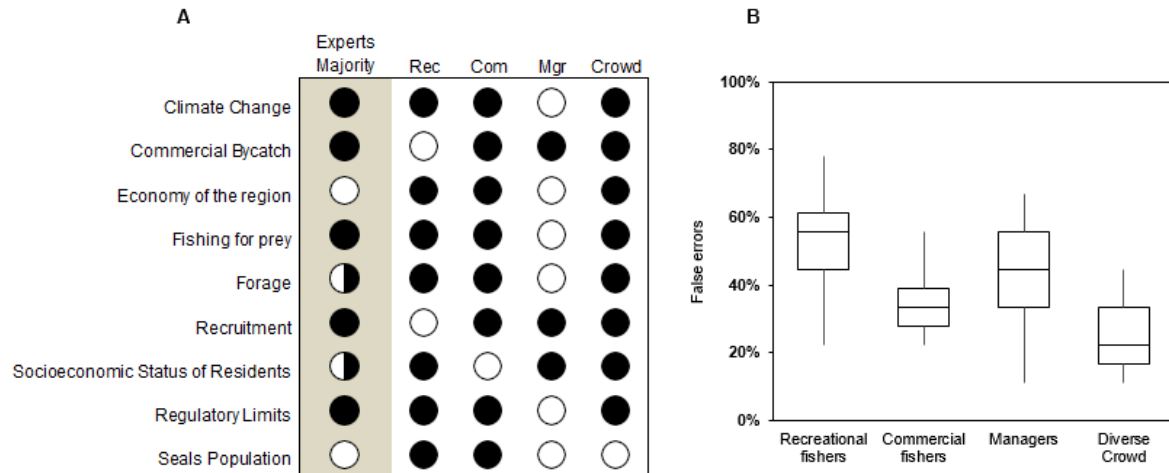 A
Experts
Majority Rec Com Mgr Crowd
Climate Change
Commercial Bycatch
Economy of the region
Fishing for prey
Forage
Recruitment
Socioeconomic Status of Residents
Regulatory Limits
Seals Population
B
100%
80%
60%
40%
20%
0%
False errors
Recreational
fishers
Commercial
fishers
Managers
Diverse
Crowd